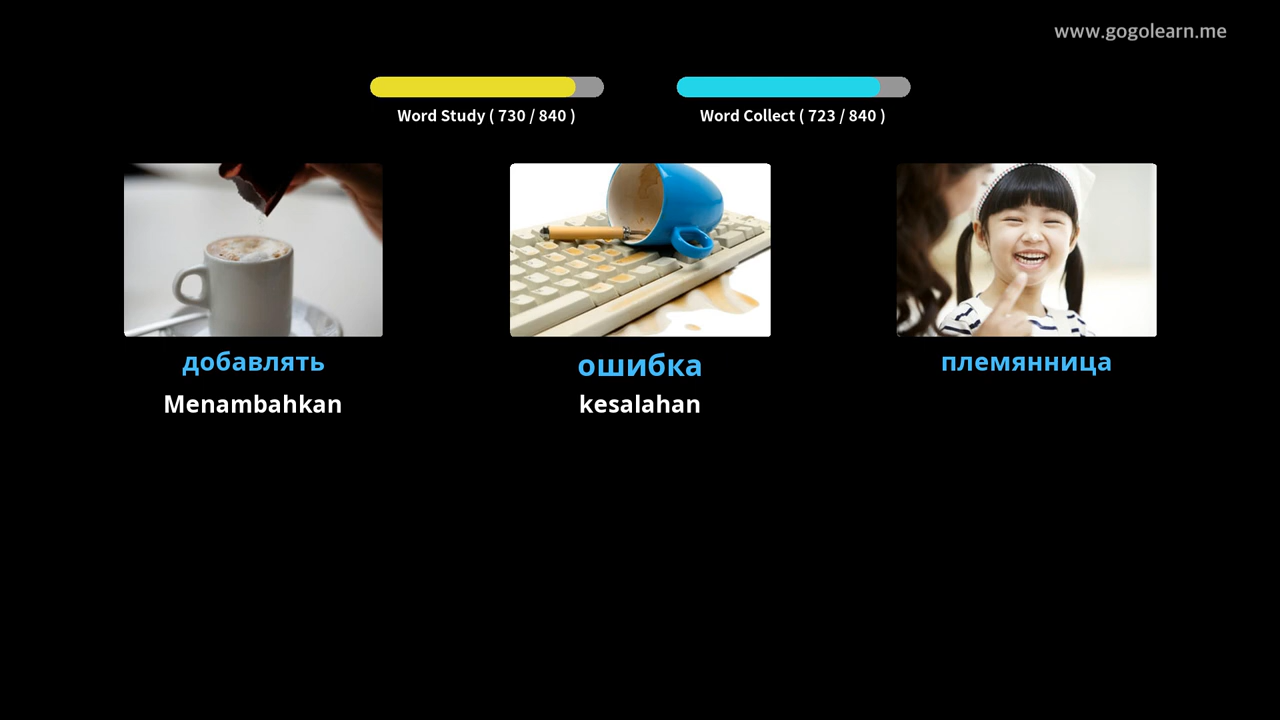 www.gogolearn.me
Word Study ( 730 / 840 )
Word Collect ( 723 / 840 )
добавлять
Menambahkan
ошибка
kesalahan
племянница